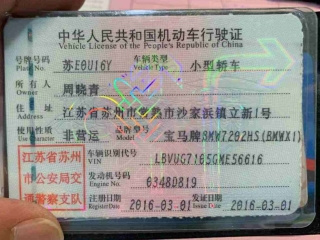 中华人民共和国机动车行驶证
Vehicle License of the People's Republic of China
号牌号码 苏E0U16Y 车辆类型 小型轿车
Plate No. Vehicle Type
所有人 周晓青
Owner
住址 江苏省苏州市常熟市沙家浜镇立新1号
Address
使用性质 非营运 品牌型号 宝马牌BMW7202HS(BMWX1)
江苏省苏州市公安局交通警察支队
车辆识别代号 LBVUG7165GME56616
VIN
发动机号码 03480819
Engine No.
注册日期 2016-03-01 发证日期 2016-03-01
Register Date Issue Date